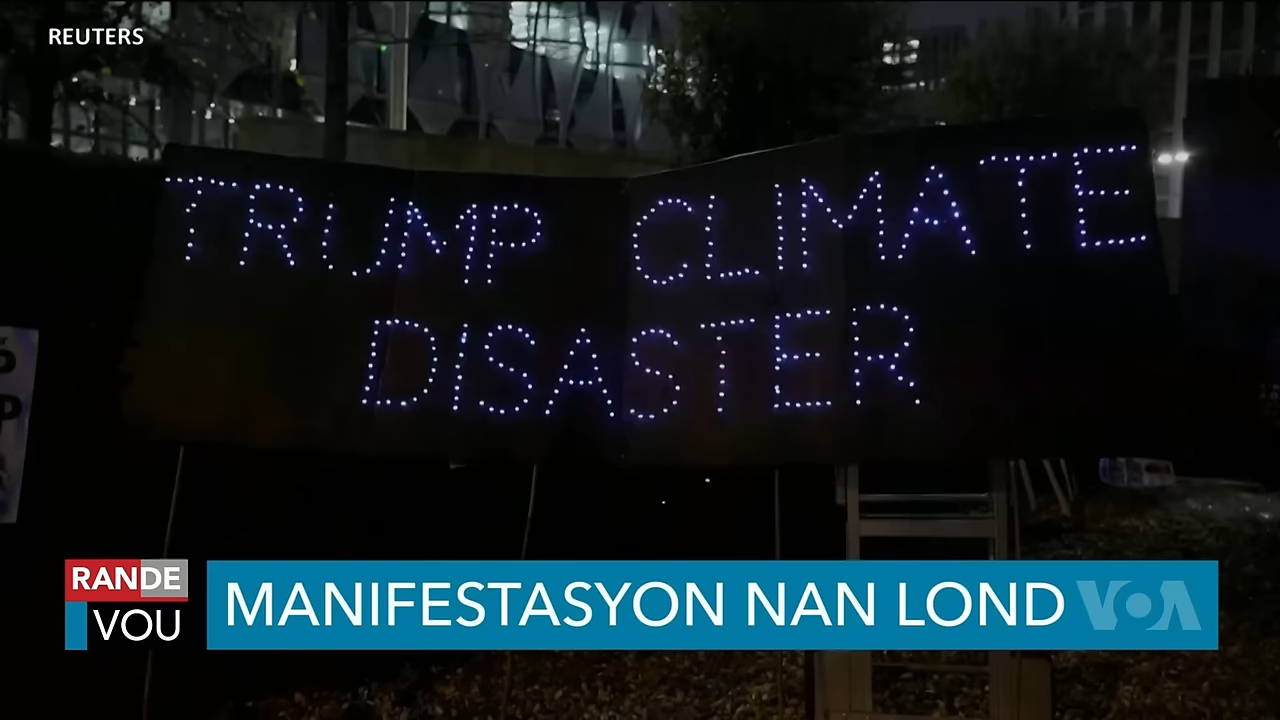 REUTERS
TRUMP CLIMATE
DISASTER
RANDE
VOU
MANIFESTASYON NAN LOND
VOA